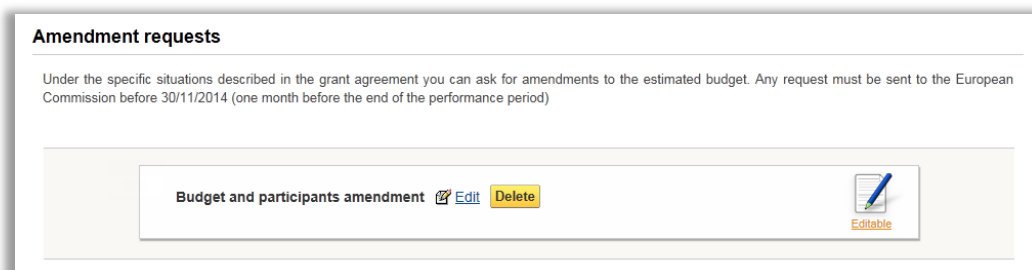 Amendment requests
Under the specific situations described in the grant agreement you can ask for amendments to the estimated budget. Any request must be sent to the European
Commission before 30/11/2014 (one month before the end of the performance period)
Budget and participants amendment Edit Delete
Editable